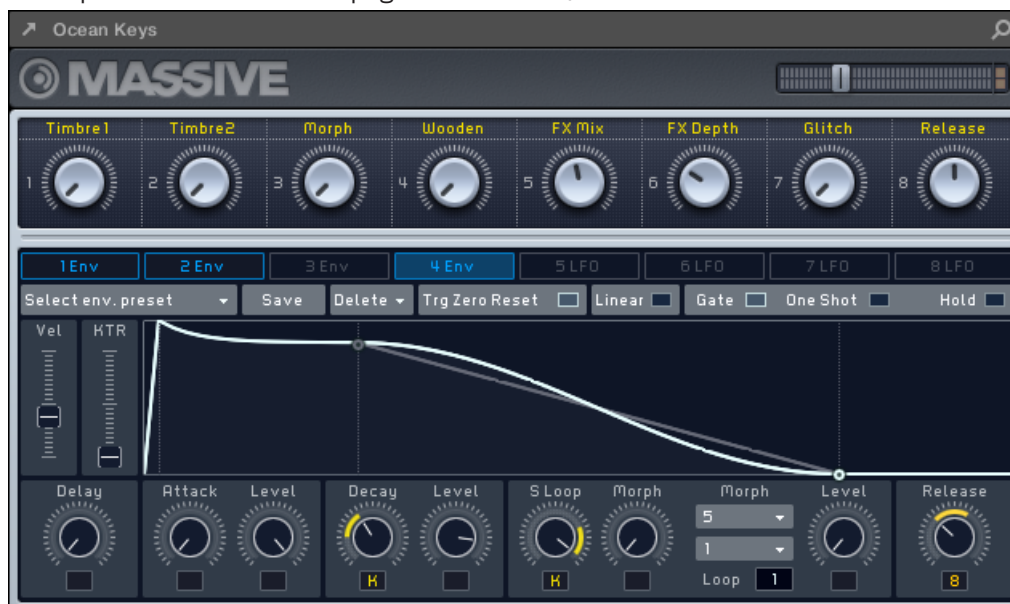 Ocean Keys
MASSIVE
Timbre1 Timbre2 Morph Wooden FX Mix FX Depth Glitch Release
1 2 3 4 5 6 7 8
1 Env 2 Env 3 Env 4 Env 5 LFO 6 LFO 7 LFO 8 LFO
Select env. preset Save Delete Trg Zero Reset Linear Gate One Shot Hold
Vel KTR
Delay Attack Level Decay Level S Loop Morph Morph Level Release
5
1
Loop 1
K K 8